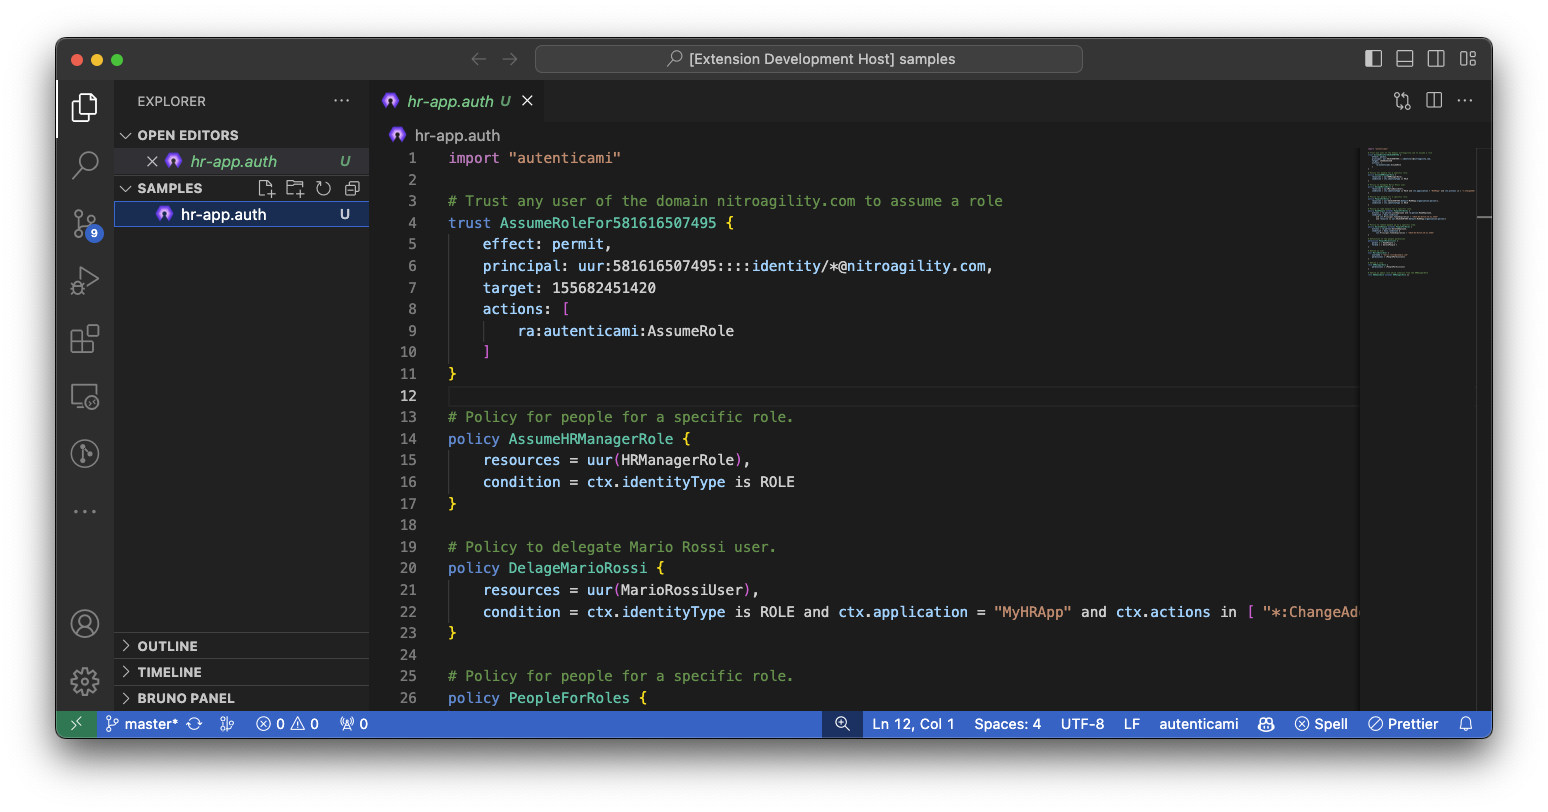 [Extension Development Host] samples
EXPLORER
OPEN EDITORS
hr-app.auth U
SAMPLES
hr-app.auth U
9
OUTLINE
TIMELINE
BRUNO PANEL
hr-app.auth U
hr-app.auth
1 import "autenticami"
2
3 # Trust any user of the domain nitroagility.com to assume a role
4 trust AssumeRoleFor581616507495 {
5 effect: permit,
6 principal: uur:581616507495::::identity/*@nitroagility.com,
7 target: 155682451420
8 actions: [
9 ra:autenticami:AssumeRole
10 ]
11 }
12
13 # Policy for people for a specific role.
14 policy AssumeHRManagerRole {
15 resources = uur(HRManagerRole),
16 condition = ctx.identityType is ROLE
17 }
18
19 # Policy to delegate Mario Rossi user.
20 policy DelageMarioRossi {
21 resources = uur(MarioRossiUser),
22 condition = ctx.identityType is ROLE and ctx.application = "MyHRApp" and ctx.actions in [ "*:ChangeAd
23 }
24
25 # Policy for people for a specific role.
26 policy PeopleForRoles {
master* 0 0 0 Ln 12, Col 1 Spaces: 4 UTF-8 LF autenticami Spell Prettier